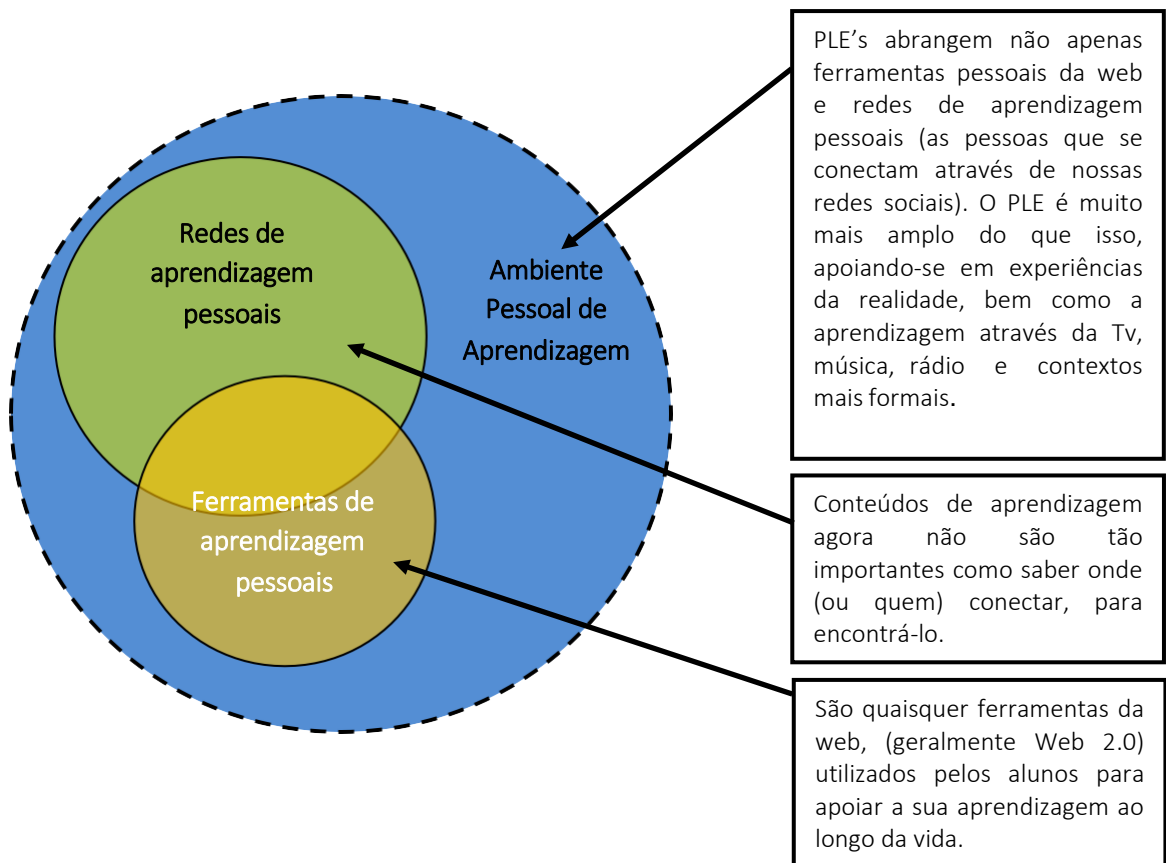 Redes de
aprendizagem
pessoais
Ambiente
Pessoal de
Aprendizagem
Ferramentas de
aprendizagem
pessoais
PLE’s abrangem não apenas
ferramentas pessoais da web
e redes de aprendizagem
pessoais (as pessoas que se
conectam através de nossas
redes sociais). O PLE é muito
mais amplo do que isso,
apoiando-se em experiências
da realidade, bem como a
aprendizagem através da Tv,
música, rádio e contextos
mais formais.
Conteúdos de aprendizagem
agora não são tão
importantes como saber onde
(ou quem) conectar, para
encontrá-lo.
São quaisquer ferramentas da
web, (geralmente Web 2.0)
utilizados pelos alunos para
apoiar a sua aprendizagem ao
longo da vida.